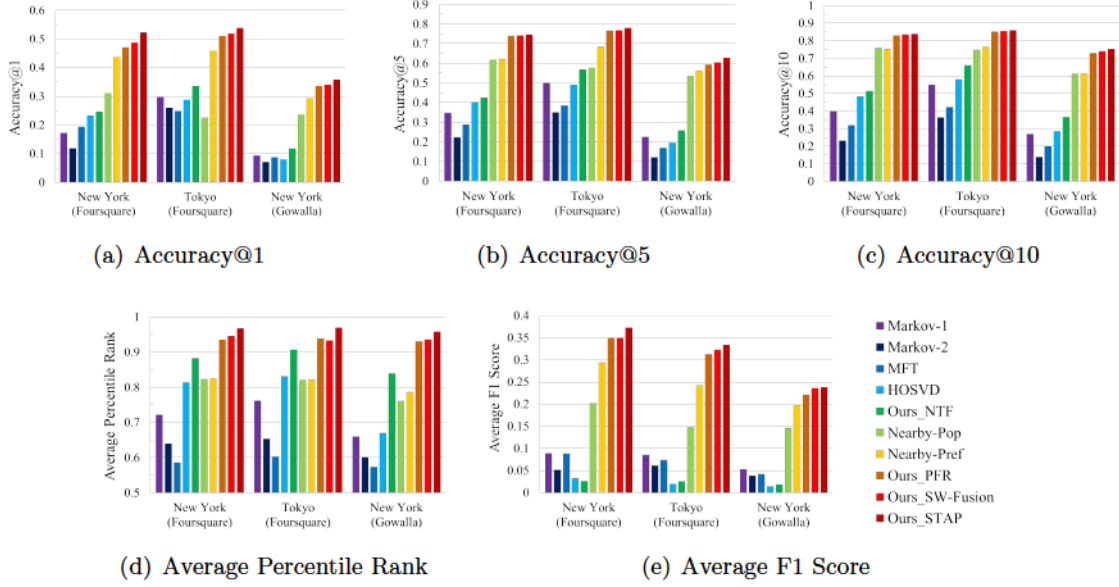 Accuracy@1
0.6
0.5
0.4
0.3
0.2
0.1
0
New York
(Foursquare)
Tokyo
(Foursquare)
New York
(Gowalla)
(a) Accuracy@1
Accuracy@5
0.9
0.8
0.7
0.6
0.5
0.4
0.3
0.2
0.1
0
New York
(Foursquare)
Tokyo
(Foursquare)
New York
(Gowalla)
(b) Accuracy@5
Accuracy@10
1
0.9
0.8
0.7
0.6
0.5
0.4
0.3
0.2
0.1
0
New York
(Foursquare)
Tokyo
(Foursquare)
New York
(Gowalla)
(c) Accuracy@10
Average Percentile Rank
1
0.9
0.8
0.7
0.6
0.5
New York
(Foursquare)
Tokyo
(Foursquare)
New York
(Gowalla)
(d) Average Percentile Rank
Average F1 Score
0.4
0.35
0.3
0.25
0.2
0.15
0.1
0.05
0
New York
(Foursquare)
Tokyo
(Foursquare)
New York
(Gowalla)
(e) Average F1 Score
Markov-1
Markov-2
MFT
HOSVD
Ours_NTF
Nearby-Pop
Nearby-Pref
Ours_PFR
Ours_SW-Fusion
Ours_STAP